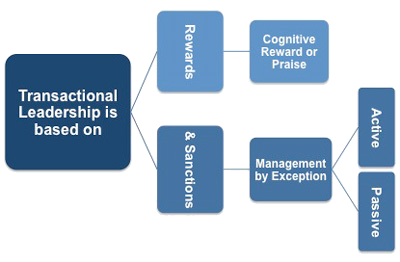 Transactional
Leadership is
based on
Rewards
Cognitive
Reward or
Praise
& Sanctions
Management
by Exception
Active
Passive